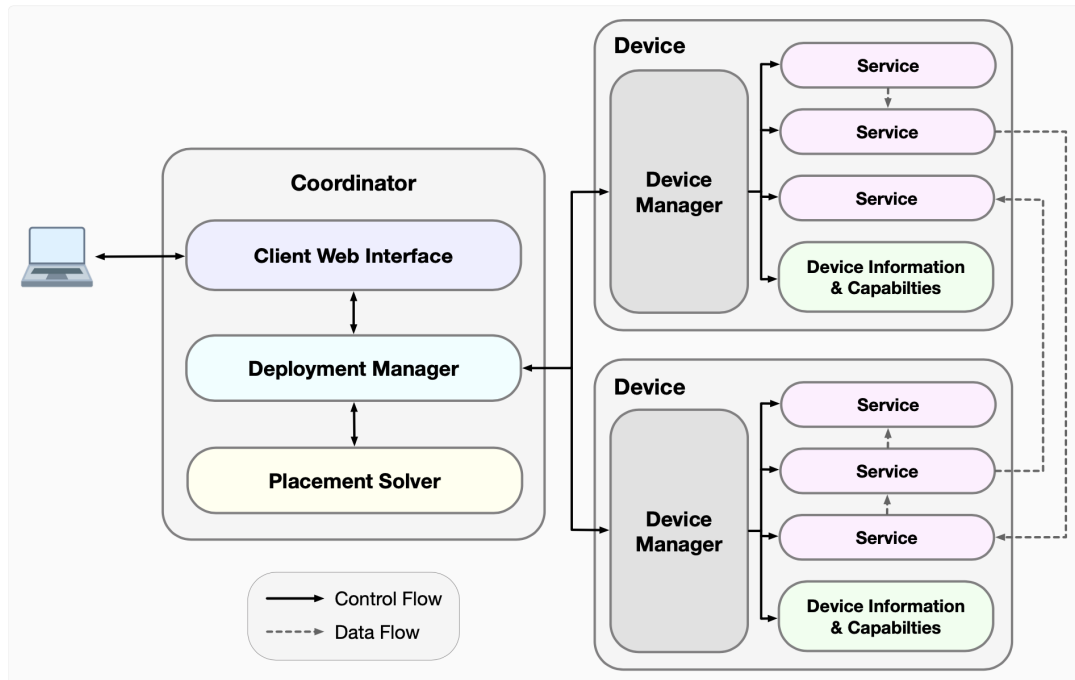 Coordinator
Client Web Interface
Deployment Manager
Placement Solver
Control Flow
Data Flow
Device
Device
Manager
Service
Service
Service
Device Information
& Capabilties
Device
Device
Manager
Service
Service
Service
Device Information
& Capabilties